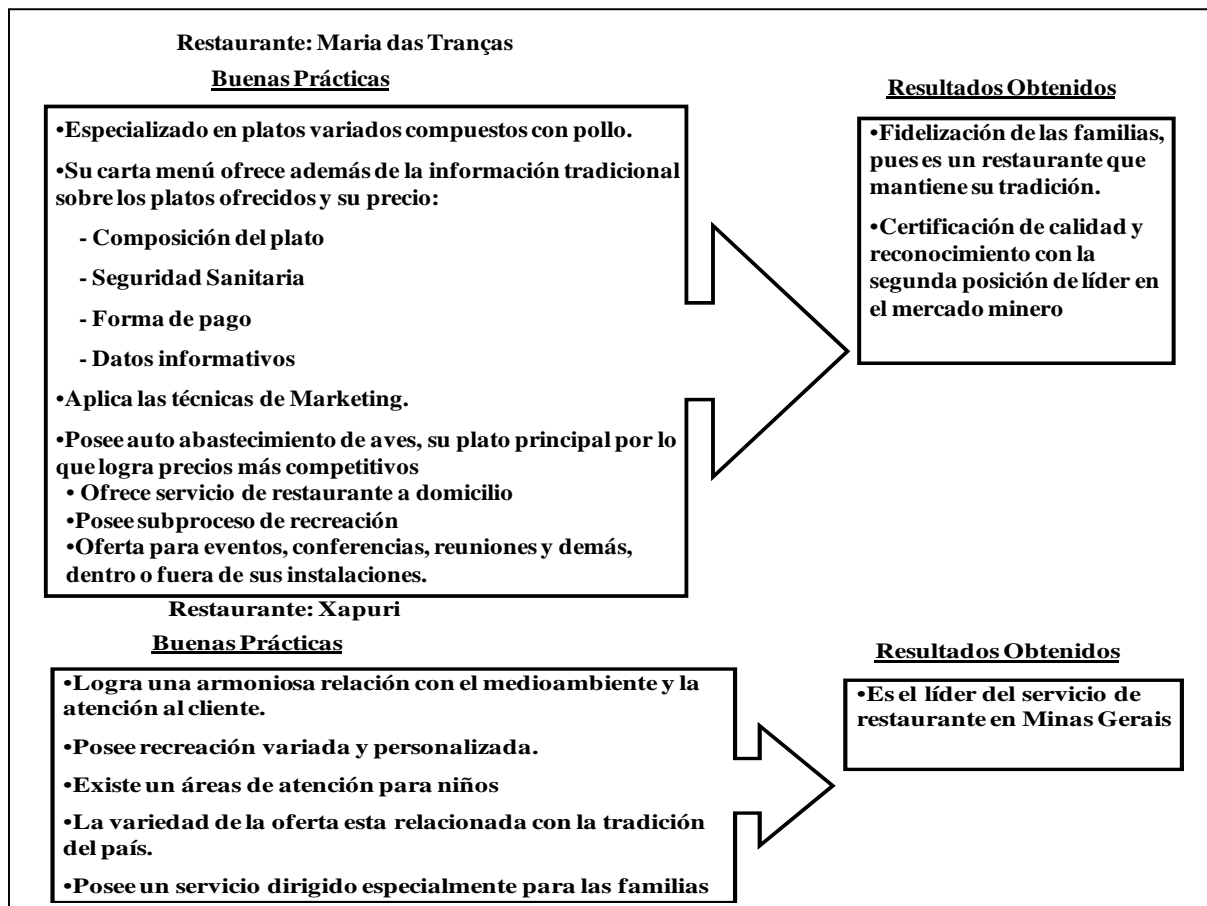 Restaurante: Maria das Tranças
Buenas Prácticas
•Especializado en platos variados compuestos con pollo.
•Su carta menú ofrece además de la información tradicional
sobre los platos ofrecidos y su precio:
- Composición del plato
- Seguridad Sanitaria
- Forma de pago
- Datos informativos
•Aplica las técnicas de Marketing.
•Posee auto abastecimiento de aves, su plato principal por lo
que logra precios más competitivos
• Ofrece servicio de restaurante a domicilio
•Posee subproceso de recreación
•Oferta para eventos, conferencias, reuniones y demás,
dentro o fuera de sus instalaciones.
Resultados Obtenidos
•Fidelización de las familias,
pues es un restaurante que
mantiene su tradición.
•Certificación de calidad y
reconocimiento con la
segunda posición de líder en
el mercado minero
Restaurante: Xapuri
Buenas Prácticas
•Logra una armoniosa relación con el medioambiente y la
atención al cliente.
•Posee recreación variada y personalizada.
•Existe un áreas de atención para niños
•La variedad de la oferta esta relacionada con la tradición
del país.
•Posee un servicio dirigido especialmente para las familias
Resultados Obtenidos
•Es el líder del servicio de
restaurante en Minas Gerais